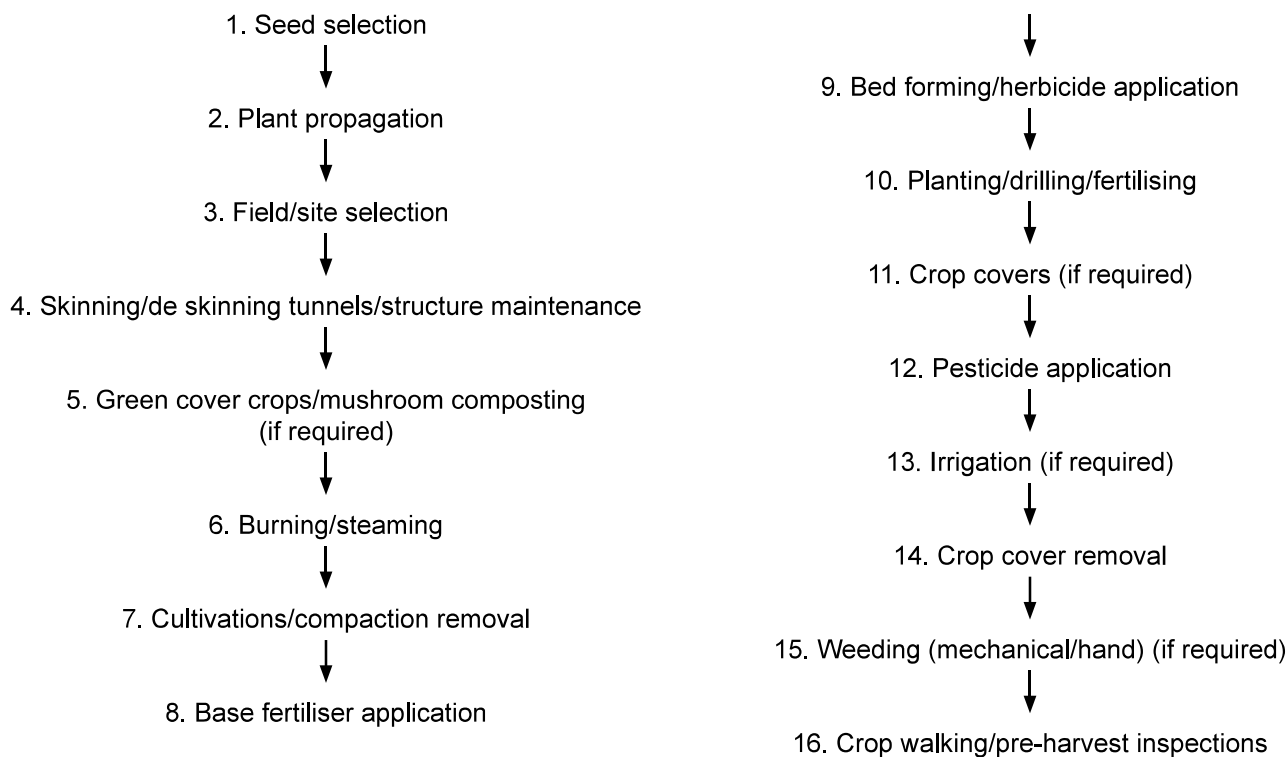 1. Seed selection
2. Plant propagation
3. Field/site selection
4. Skinning/de skinning tunnels/structure maintenance
5. Green cover crops/mushroom composting
(if required)
6. Burning/steaming
7. Cultivations/compaction removal
8. Base fertiliser application
9. Bed forming/herbicide application
10. Planting/drilling/fertilising
11. Crop covers (if required)
12. Pesticide application
13. Irrigation (if required)
14. Crop cover removal
15. Weeding (mechanical/hand) (if required)
16. Crop walking/pre-harvest inspections